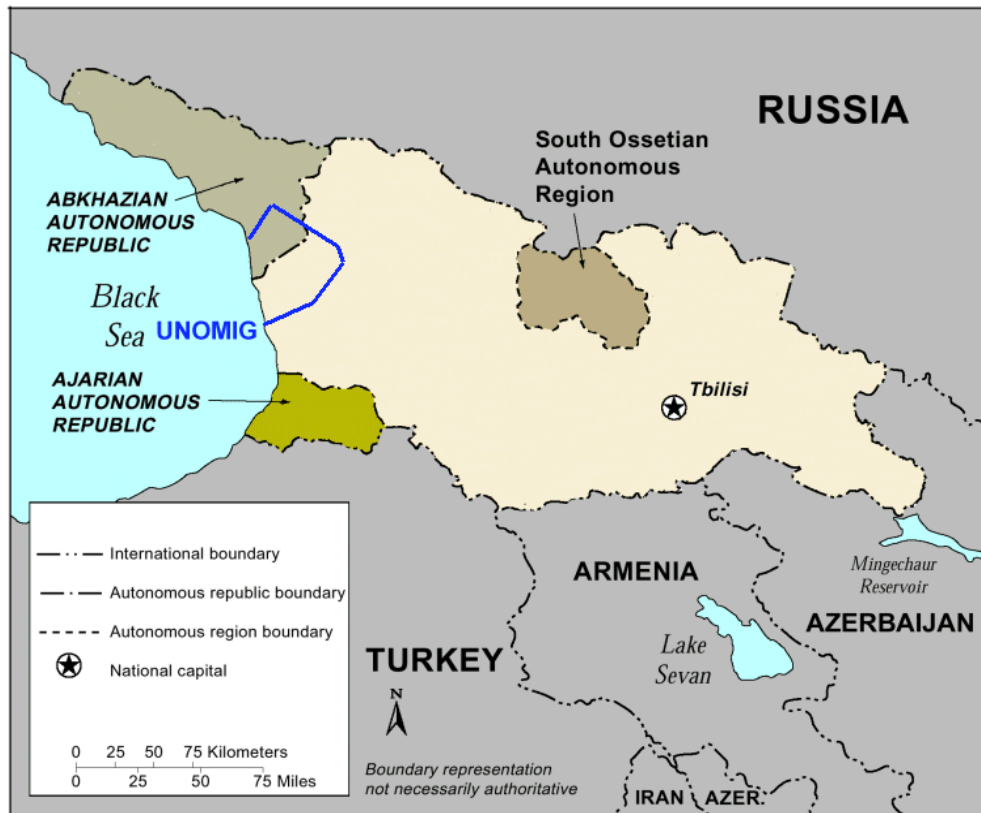 RUSSIA
South Ossetian
Autonomous
Region
ABKHAZIAN
AUTONOMOUS
REPUBLIC
Black
Sea
UNOMIG
AJARIAN
AUTONOMOUS
REPUBLIC
Tbilisi
International boundary
Autonomous republic boundary
Autonomous region boundary
National capital
0 25 50 75 Kilometers
0 25 50 75 Miles
TURKEY
N
Boundary representation
not necessarily authoritative
ARMENIA
Lake
Sevan
Mingechaur
Reservoir
AZERBAIJAN
IRAN
AZER.